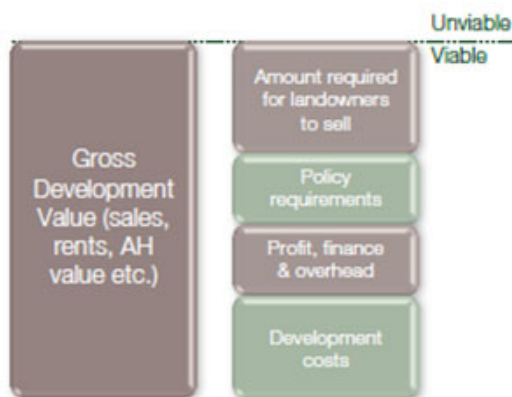 Unviable
Viable
Gross
Development
Value (sales,
rents, AH
value etc.)
Amount required
for landowners
to sell
Policy
requirements
Profit, finance
& overhead
Development
costs